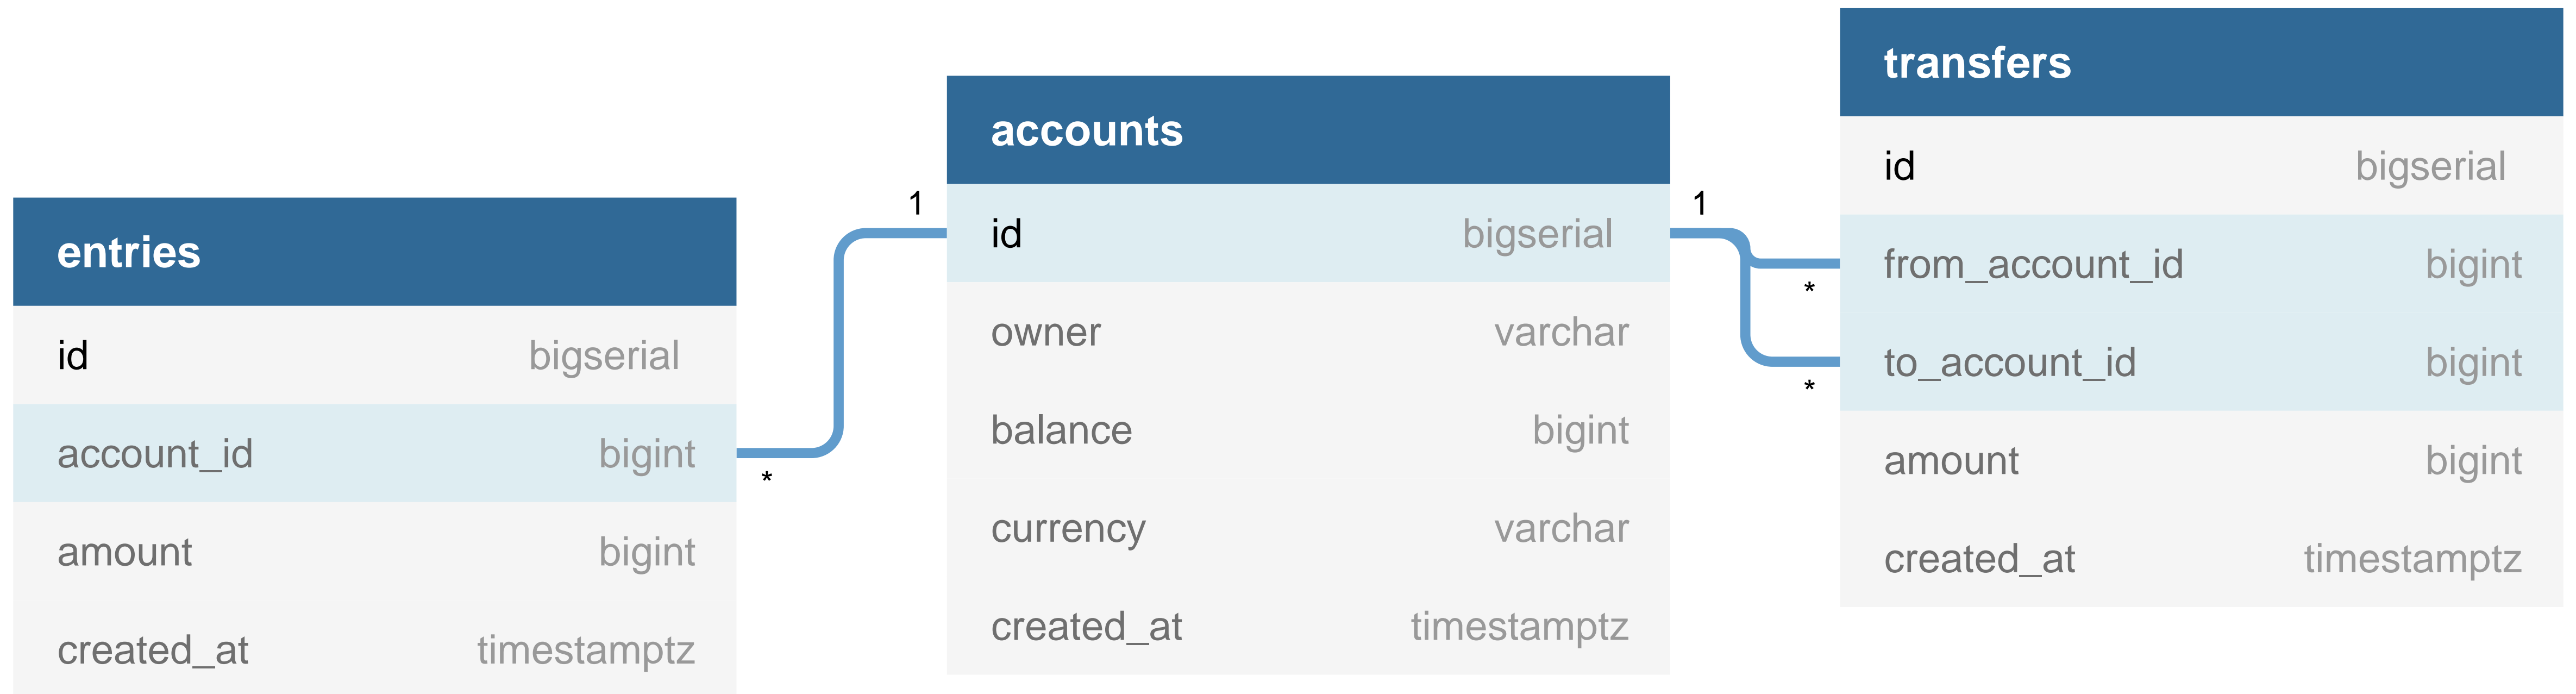 entries
id bigserial
account_id bigint
amount bigint
created_at timestamptz
*
1
accounts
id bigserial
owner varchar
balance bigint
currency varchar
created_at timestamptz
1
*
*
transfers
id bigserial
from_account_id bigint
to_account_id bigint
amount bigint
created_at timestamptz